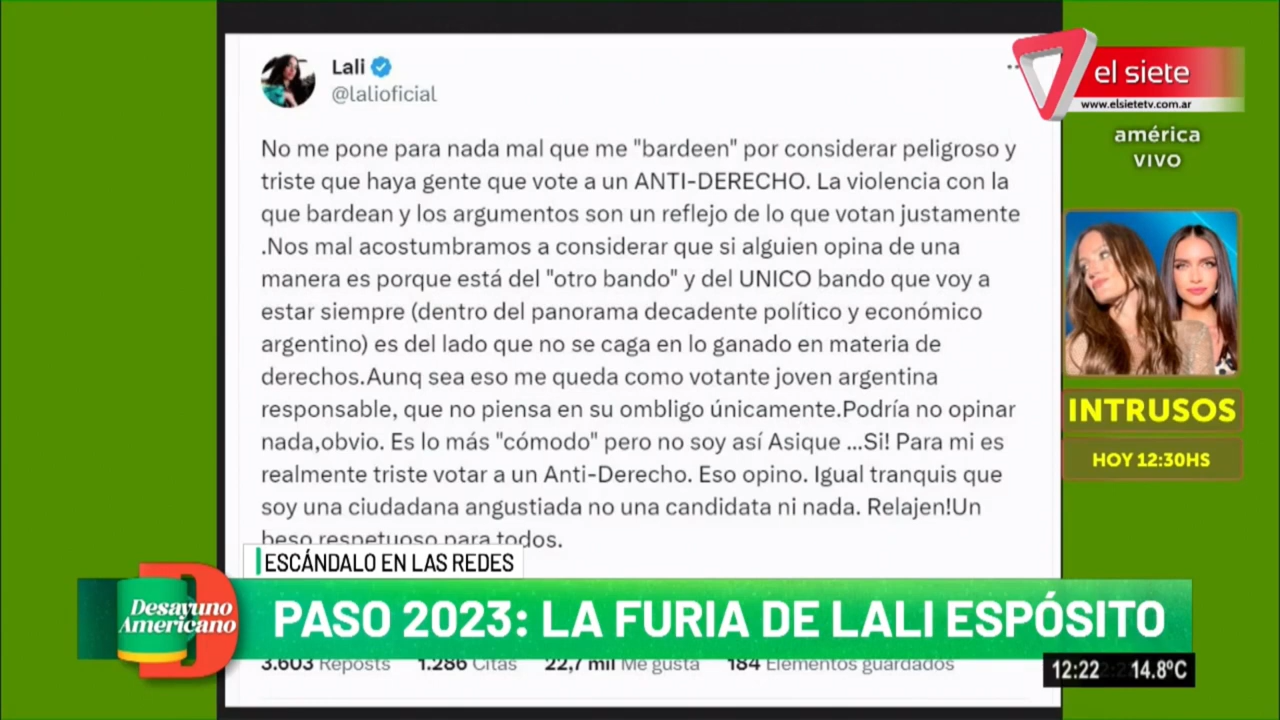 Lali
@lalioficial
No me pone para nada mal que me "bardeen" por considerar peligroso y
triste que haya gente que vote a un ANTI-DERECHO. La violencia con la
que bardean y los argumentos son un reflejo de lo que votan justamente
.Nos mal acostumbramos a considerar que si alguien opina de una
manera es porque está del "otro bando" y del UNICO bando que voy a
estar siempre (dentro del panorama decadente político y económico
argentino) es del lado que no se caga en lo ganado en materia de
derechos.Aunq sea eso me queda como votante joven argentina
responsable, que no piensa en su ombligo únicamente.Podría no opinar
nada,obvio. Es lo más "cómodo" pero no soy así Asique ...Si! Para mi es
realmente triste votar a un Anti-Derecho. Eso opino. Igual tranquis que
soy una ciudadana angustiada no una candidata ni nada. Relajen!Un
beso respetuoso para todos.
el siete
www.elsietetv.com.ar
américa
VIVO
INTRUSOS
HOY 12:30HS
ESCÁNDALO EN LAS REDES
Desayuno
Americano
PASO 2023: LA FURIA DE LALI ESPÓSITO
3.603 Reposts 1.286 Citas 22,7 mil Me gusta 184 Elementos guardados
12:22 14.8ºC